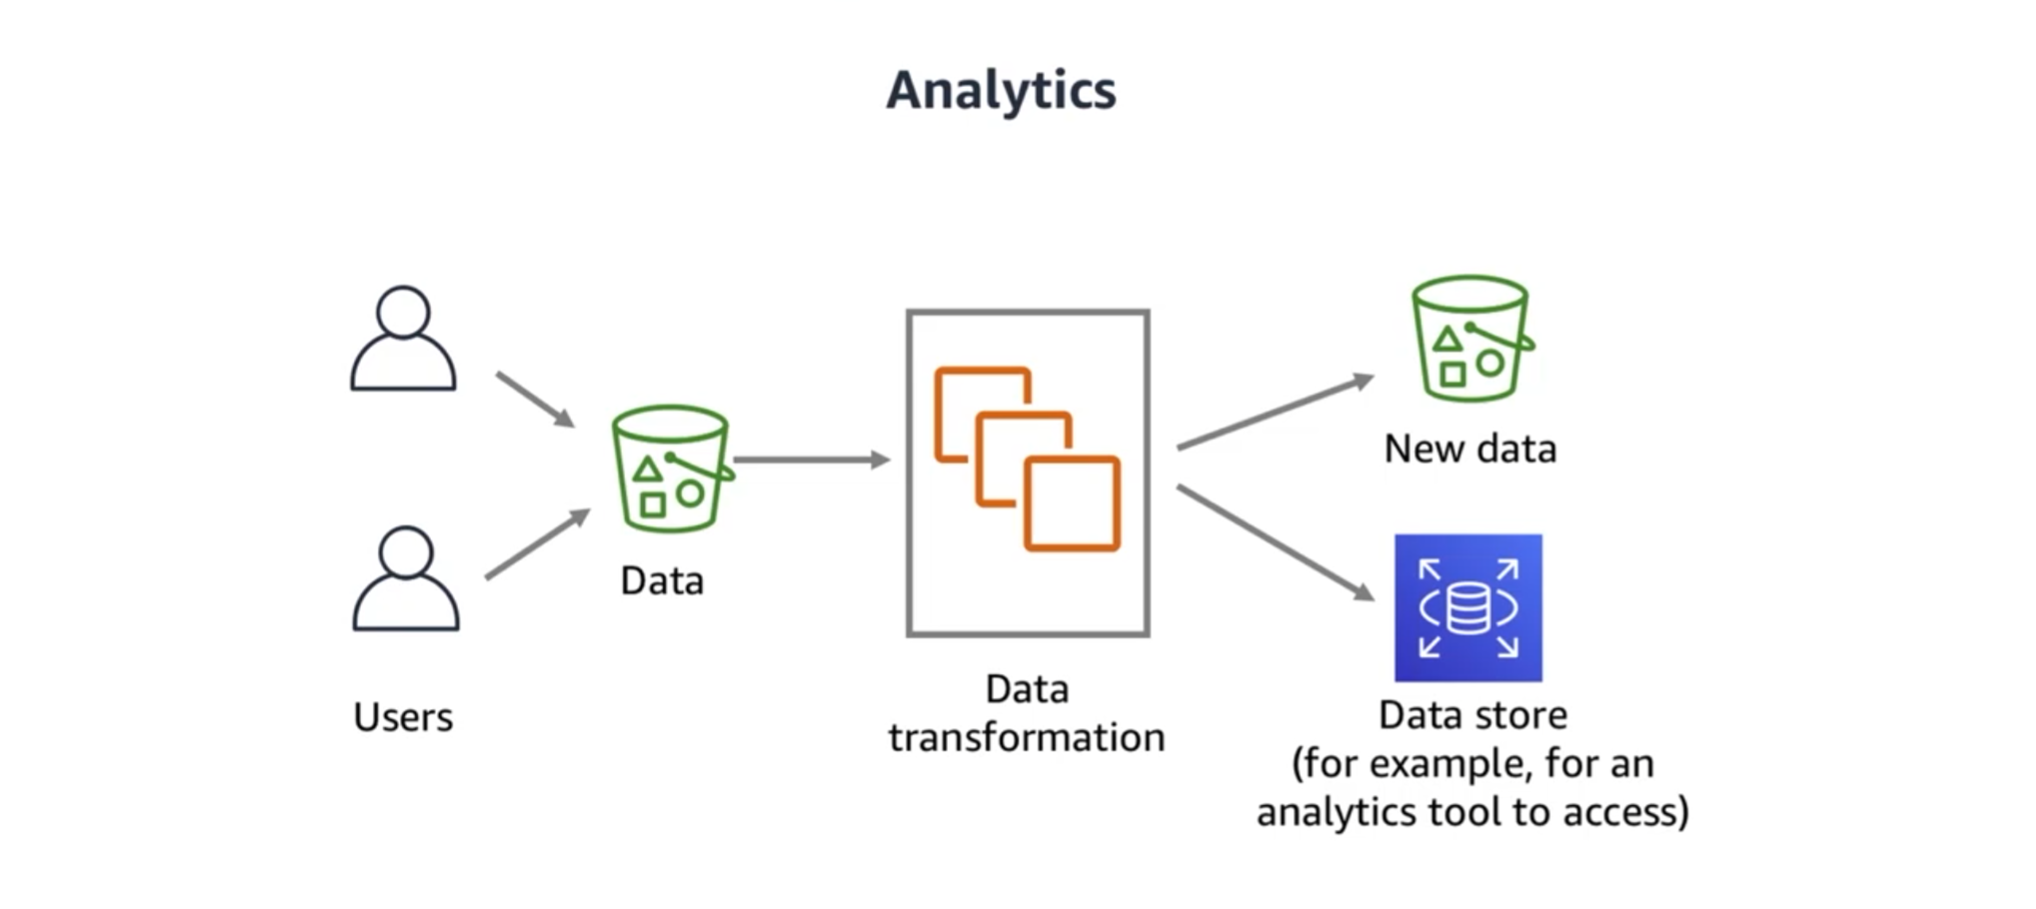 Analytics
Users
Data
Data
transformation
New data
Data store
(for example, for an
analytics tool to access)